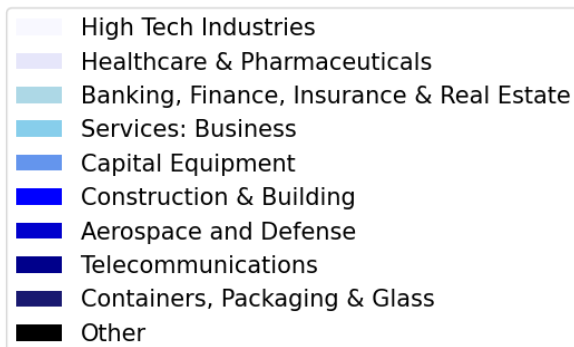 High Tech Industries
Healthcare & Pharmaceuticals
Banking, Finance, Insurance & Real Estate
Services: Business
Capital Equipment
Construction & Building
Aerospace and Defense
Telecommunications
Containers, Packaging & Glass
Other